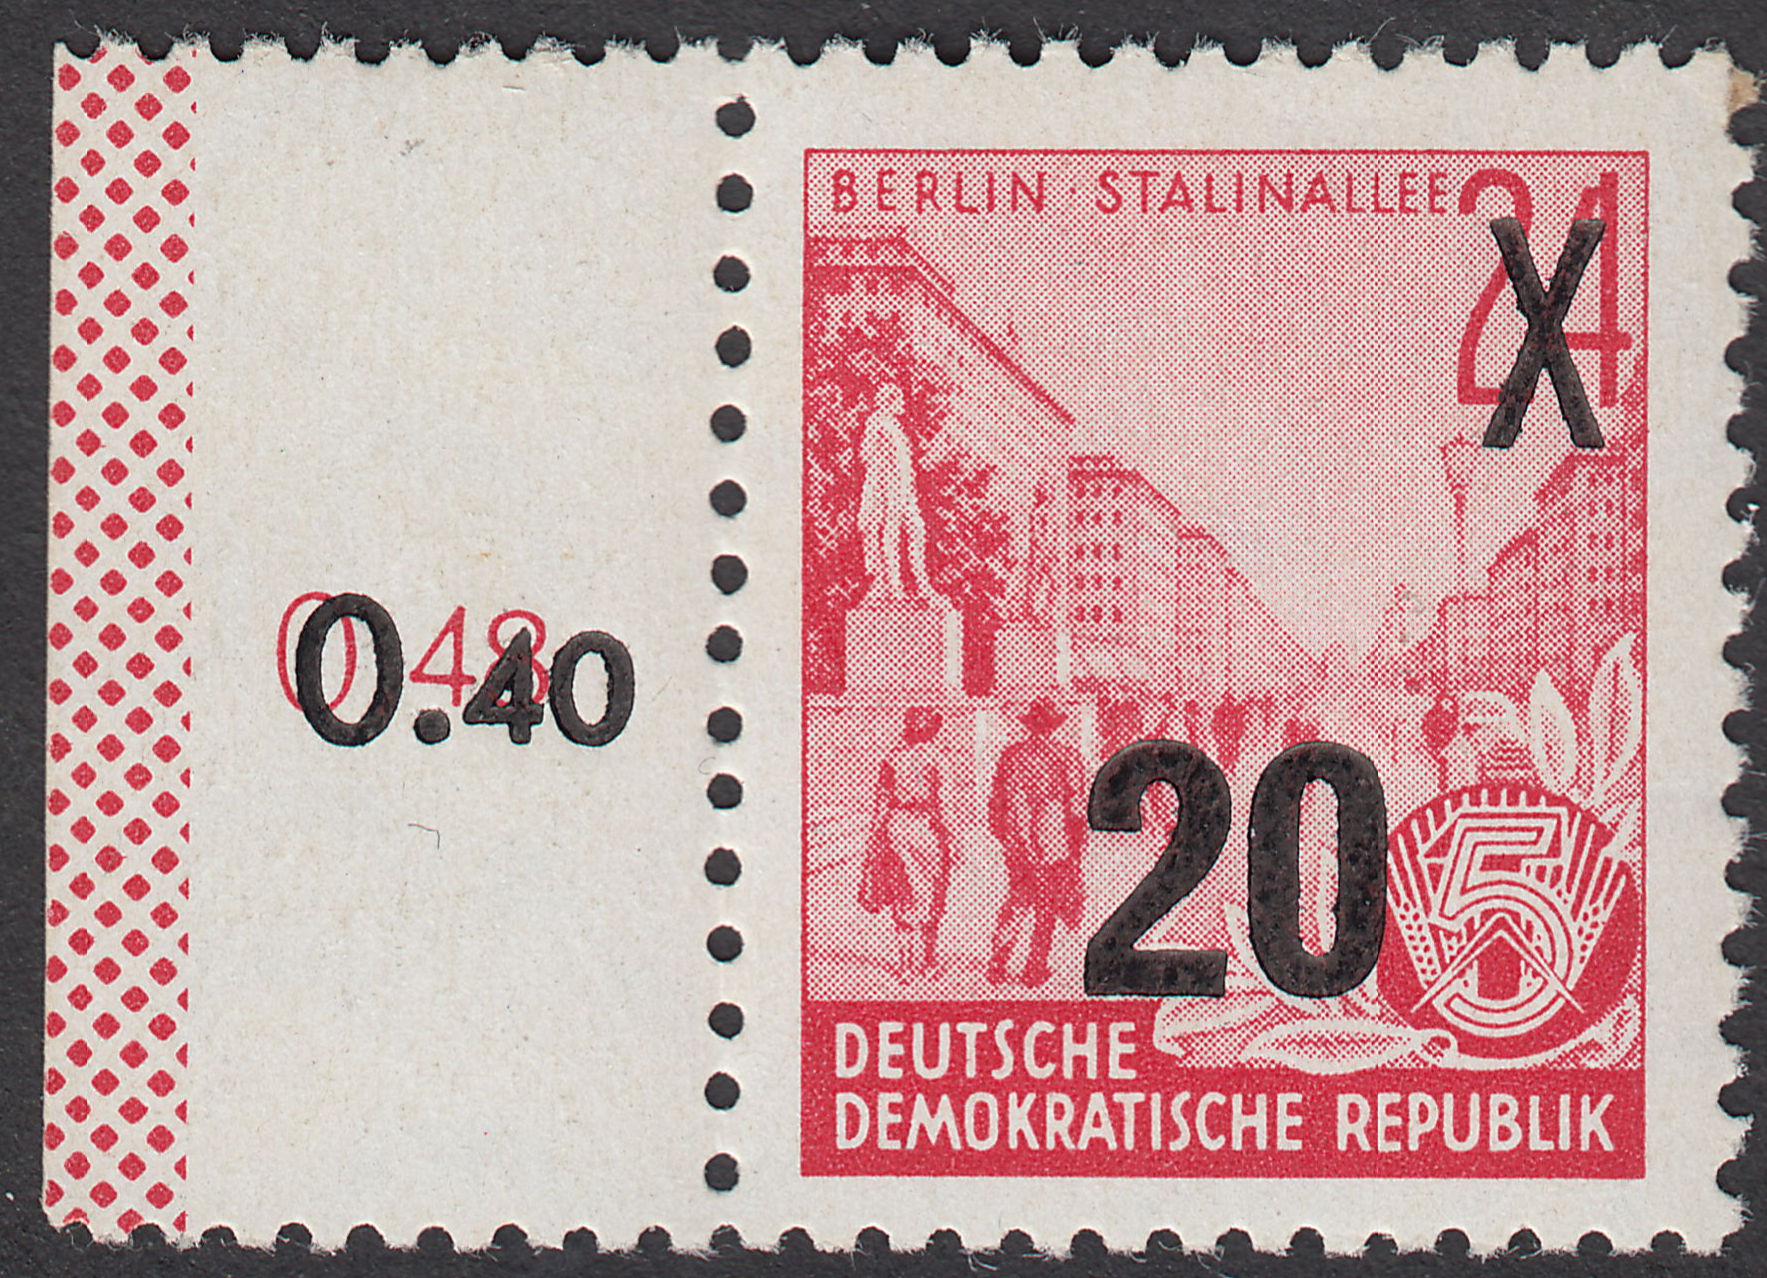 BERLIN · STALINALLEE 24
X
0.48
0.40
20
5
DEUTSCHE
DEMOKRATISCHE REPUBLIK